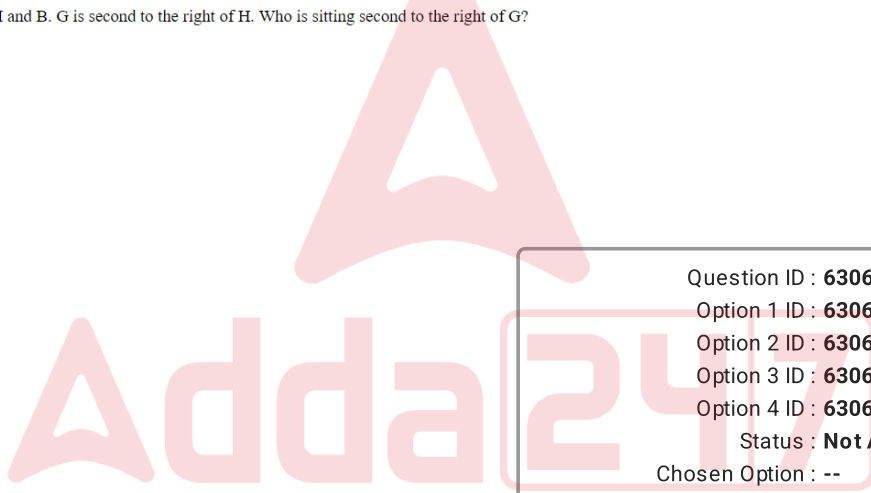 and B. G is second to the right of H. Who is sitting second to the right of G?
Adda 247
Question ID : 6306
Option 1 ID : 6306
Option 2 ID : 6306
Option 3 ID : 6306
Option 4 ID : 6306
Status : Not
Chosen Option : --